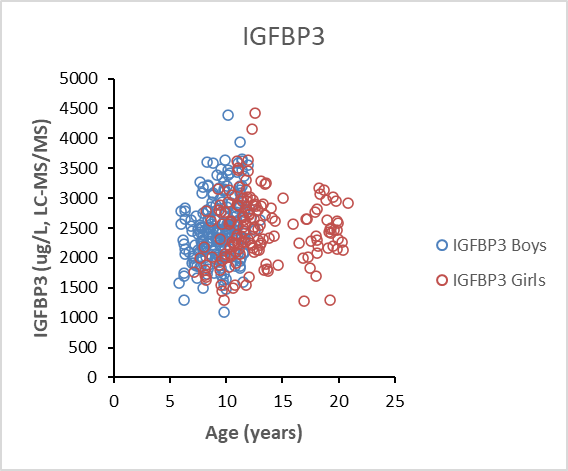 IGFBP3
5000
4500
4000
3500
3000
2500
2000
1500
1000
500
0
IGFBP3 (ug/L, LC-MS/MS)
0 5 10 15 20 25
Age (years)
IGFBP3 Boys
IGFBP3 Girls